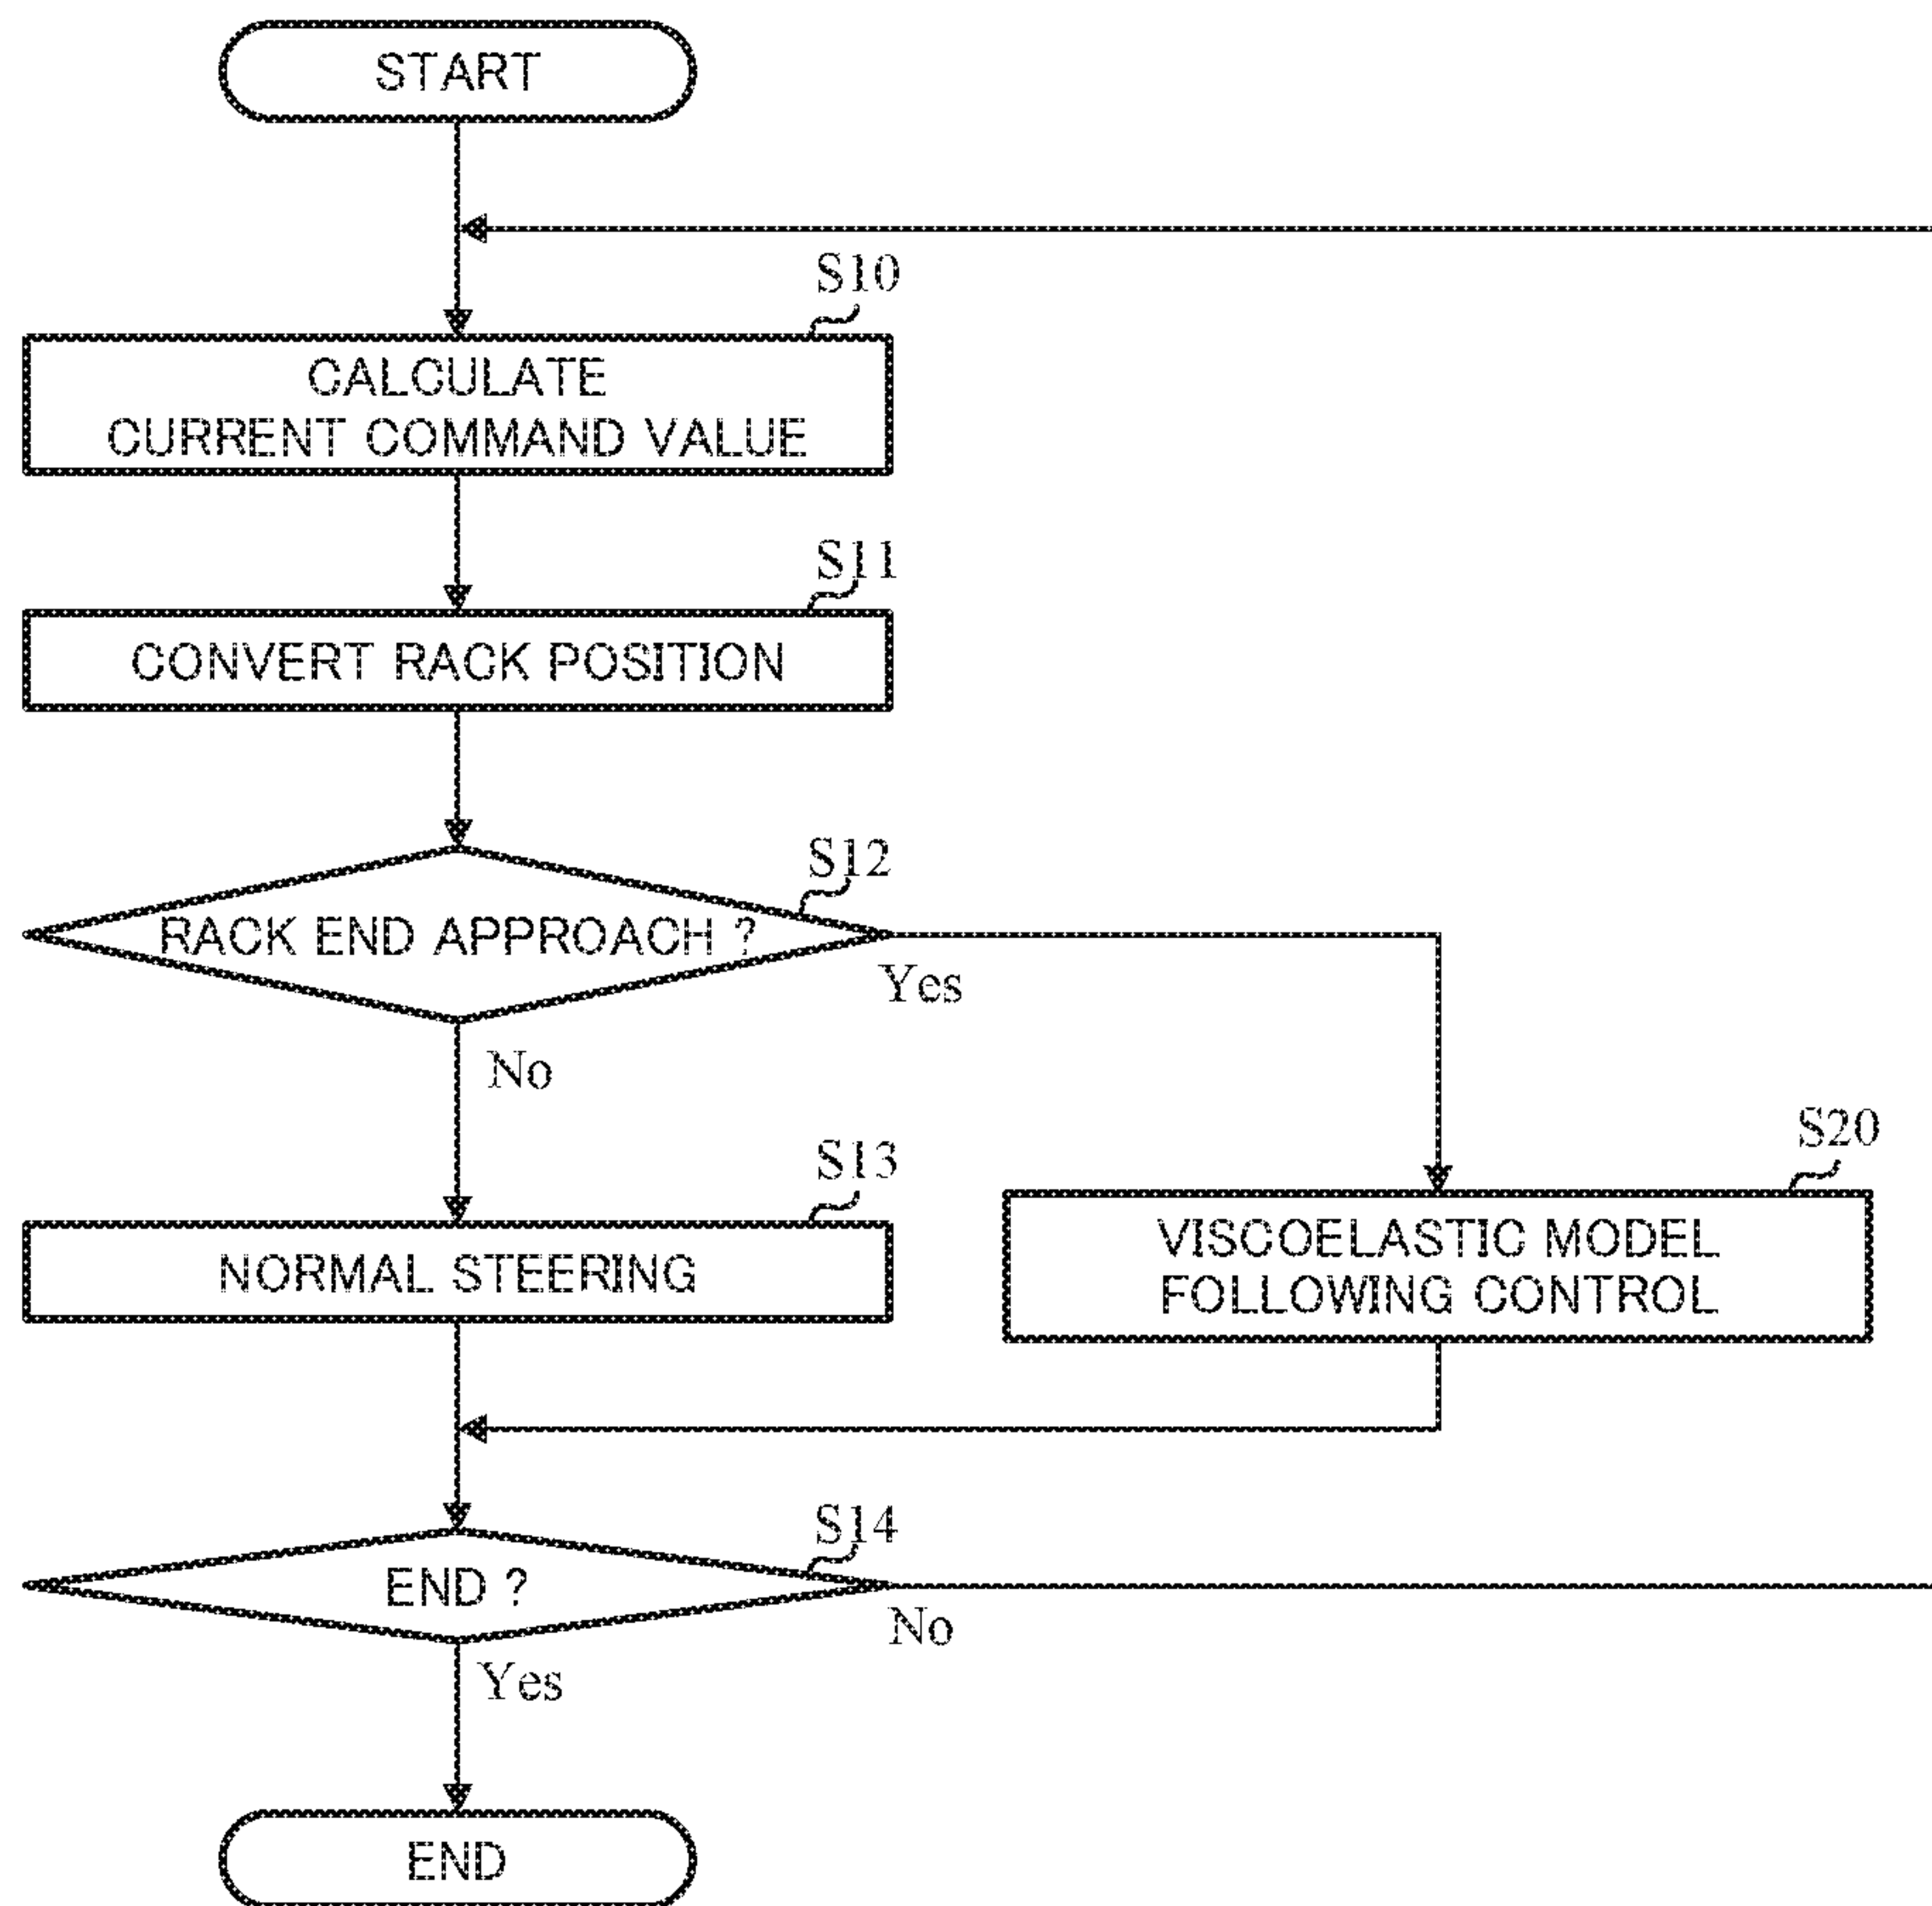 START
S10
CALCULATE
CURRENT COMMAND VALUE
S11
CONVERT RACK POSITION
S12
RACK END APPROACH ?
Yes
No
S13
NORMAL STEERING
S20
VISCOELASTIC MODEL
FOLLOWING CONTROL
S14
END ?
No
Yes
END